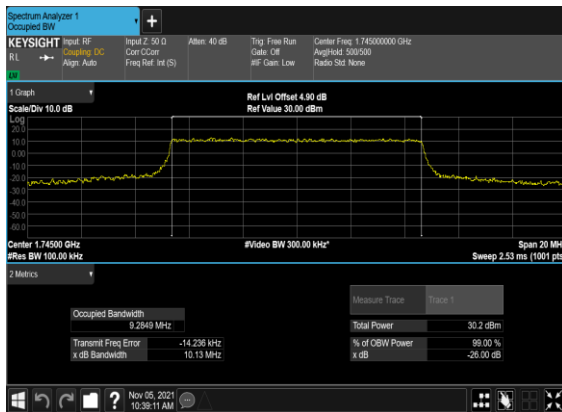 Spectrum Analyzer 1
Occupied BW
KEYSIGHT
Input: RF
Input Z: 50 Ω
Atten: 40 dB
Trig: Free Run
Center Freq: 1.745000000 GHz
RL
Coupling: DC
Corr CCorr
Gate: Off
Avg|Hold: 500/500
Align: Auto
Freq Ref: Int (S)
#IF Gain: Low
Radio Std: None
1 Graph
Ref Lvl Offset 4.90 dB
Scale/Div 10.0 dB
Ref Value 30.00 dBm
Log
20.0
10.0
0.00
-10.0
-20.0
-30.0
-40.0
-50.0
-60.0
Center 1.74500 GHz
#Video BW 300.00 kHz*
Span 20 MH
#Res BW 100.00 kHz
Sweep 2.53 ms (1001 pts
2 Metrics
Measure Trace
Trace 1
Occupied Bandwidth
9.2849 MHz
Total Power
30.2 dBm
Transmit Freq Error
-14.236 kHz
% of OBW Power
99.00 %
x dB Bandwidth
10.13 MHz
x dB
-26.00 dB
?
Nov 05, 2021
10:39:11 AM